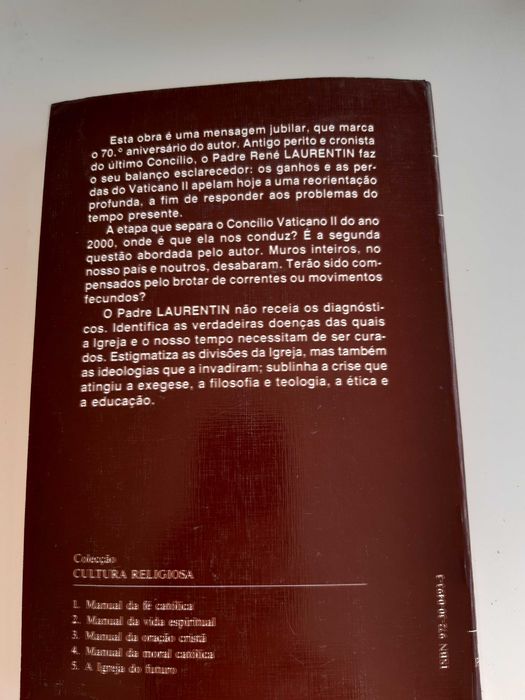 Esta obra é uma mensagem jubilar, que marca
o 70.º aniversário do autor. Antigo perito e cronista
do último Concílio, o Padre René LAURENTIN faz
o seu balanço esclarecedor: os ganhos e as per-
das do Vaticano II apelam hoje a uma reorientação
profunda, a fim de responder aos problemas do
tempo presente.
A etapa que separa o Concílio Vaticano II do ano
2000, onde é que ela nos conduz? É a segunda
questão abordada pelo autor. Muros inteiros, no
nosso país e noutros, desabaram. Terão sido com-
pensados pelo brotar de correntes ou movimentos
fecundos?
O Padre LAURENTIN não receia os diagnósti-
cos. Identifica as verdadeiras doenças das quais
a Igreja e o nosso tempo necessitam de ser cura-
dos. Estigmatiza as divisões da Igreja, mas também
as ideologias que a invadiram; sublinha a crise que
atingiu a exegese, a filosofia e teologia, a ética e
a educação.
Colecção
CULTURA RELIGIOSA
1. Manual da fé católica
2. Manual da vida espiritual
3. Manual da oração cristã
4. Manual da moral católica
5. A Igreja do futuro
ISBN 972-30-0493-3